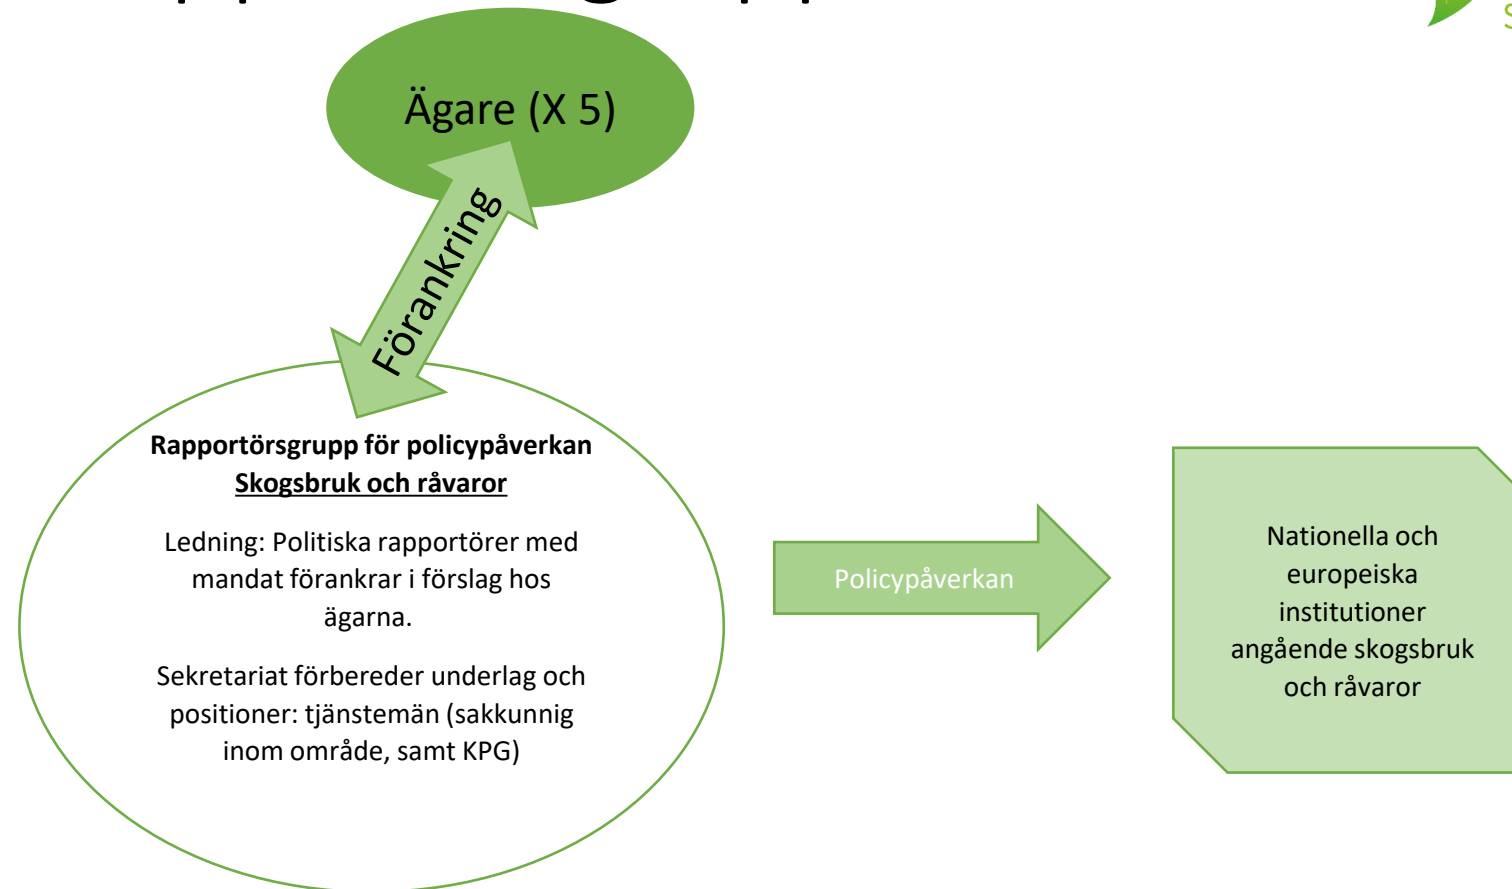 Ägare (X 5)
Förankring
Rapportörsgrupp för policypåverkan
Skogsbruk och råvaror
Ledning: Politiska rapportörer med
mandat förankrar i förslag hos
ägarna.
Sekretariat förbereder underlag och
positioner: tjänstemän (sakkunnig
inom område, samt KPG)
Policypåverkan
Nationella och
europeiska
institutioner
angående skogsbruk
och råvaror